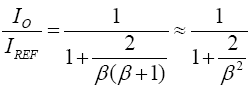 I_O / I_REF = 1 / (1 + 2 / (β(β+1))) ≈ 1 / (1 + 2 / β²)